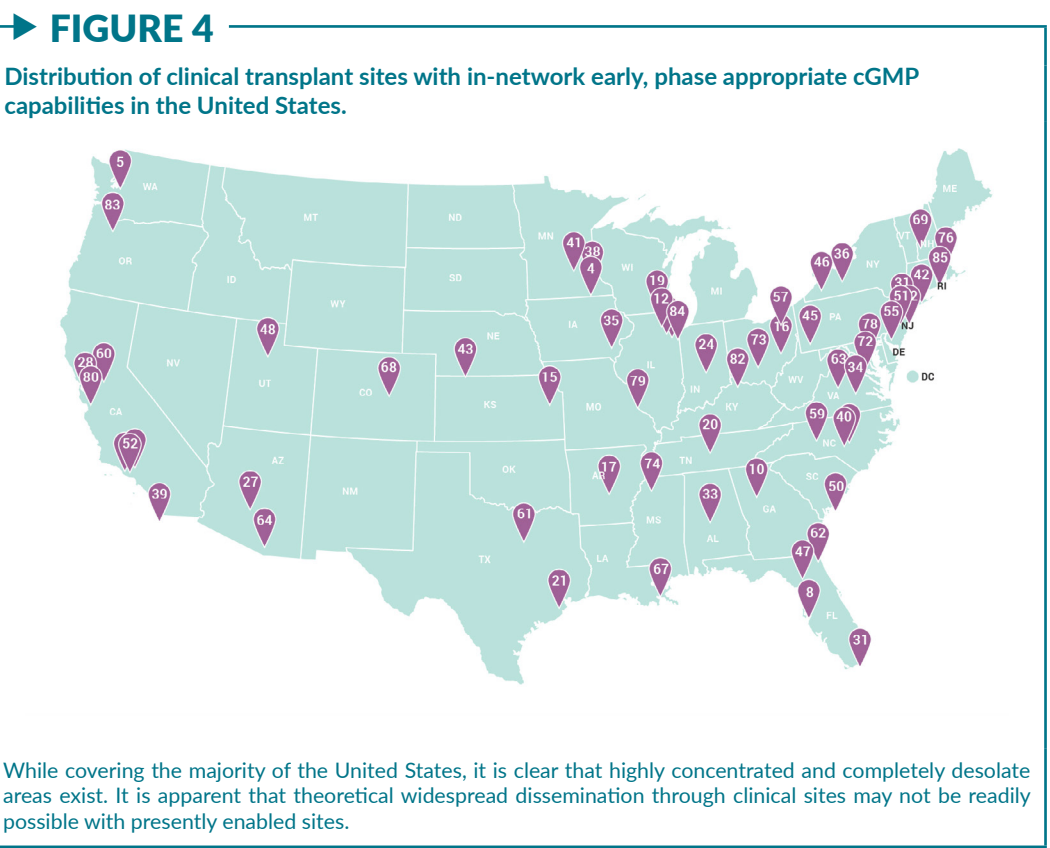 FIGURE 4
Distribution of clinical transplant sites with in-network early, phase appropriate cGMP
capabilities in the United States.
5
WA
83
MT
ND
MN
41
38
4
WI
ME
69
VT
NH
76
85
36
46
NY
42
RI
OR
ID
SD
WY
19
12
84
MI
57
16
45
PA
31
51
55
NJ
48
NE
43
IA
35
24
73
82
78
72
DE
DC
28
60
80
NV
UT
CO
68
15
KS
MO
79
IL
IN
WV
63
34
VA
KY
CA
52
39
AZ
27
64
NM
OK
17
AR
74
TN
20
59
40
NC
10
SC
50
GA
33
AL
MS
61
TX
21
LA
67
62
47
8
FL
31
While covering the majority of the United States, it is clear that highly concentrated and completely desolate
areas exist. It is apparent that theoretical widespread dissemination through clinical sites may not be readily
possible with presently enabled sites.